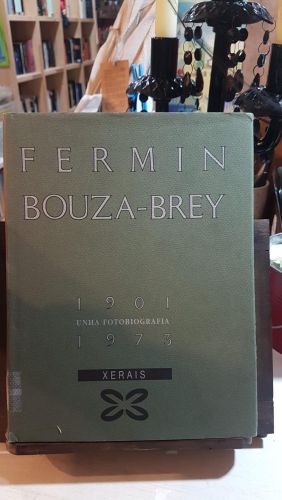 FERMIN
BOUZA-BREY
1901
UNHA FOTOBIOGRAFIA
1973
XERAIS